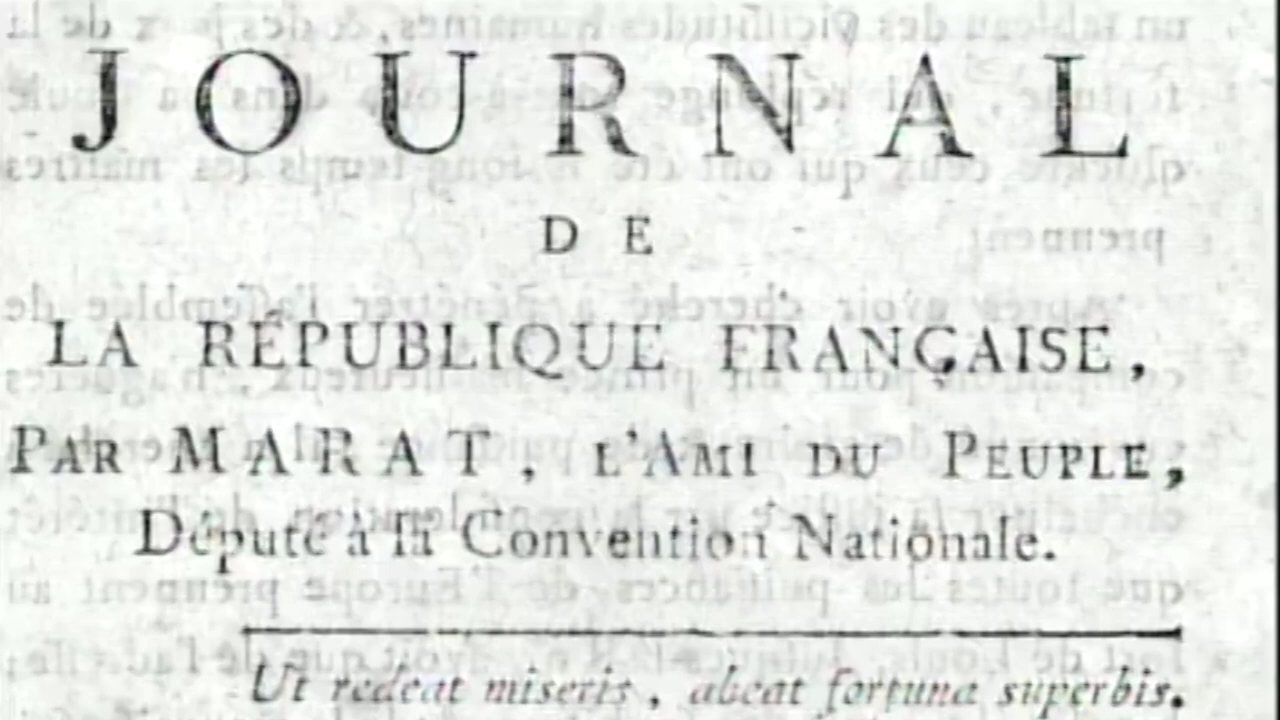 JOURNAL
DE
LA RÉPUBLIQUE FRANÇAISE,
PAR MARAT, L'AMI DU PEUPLE,
Député à la Convention Nationale.
Ut redeat miseris, abeat fortuna superbis.